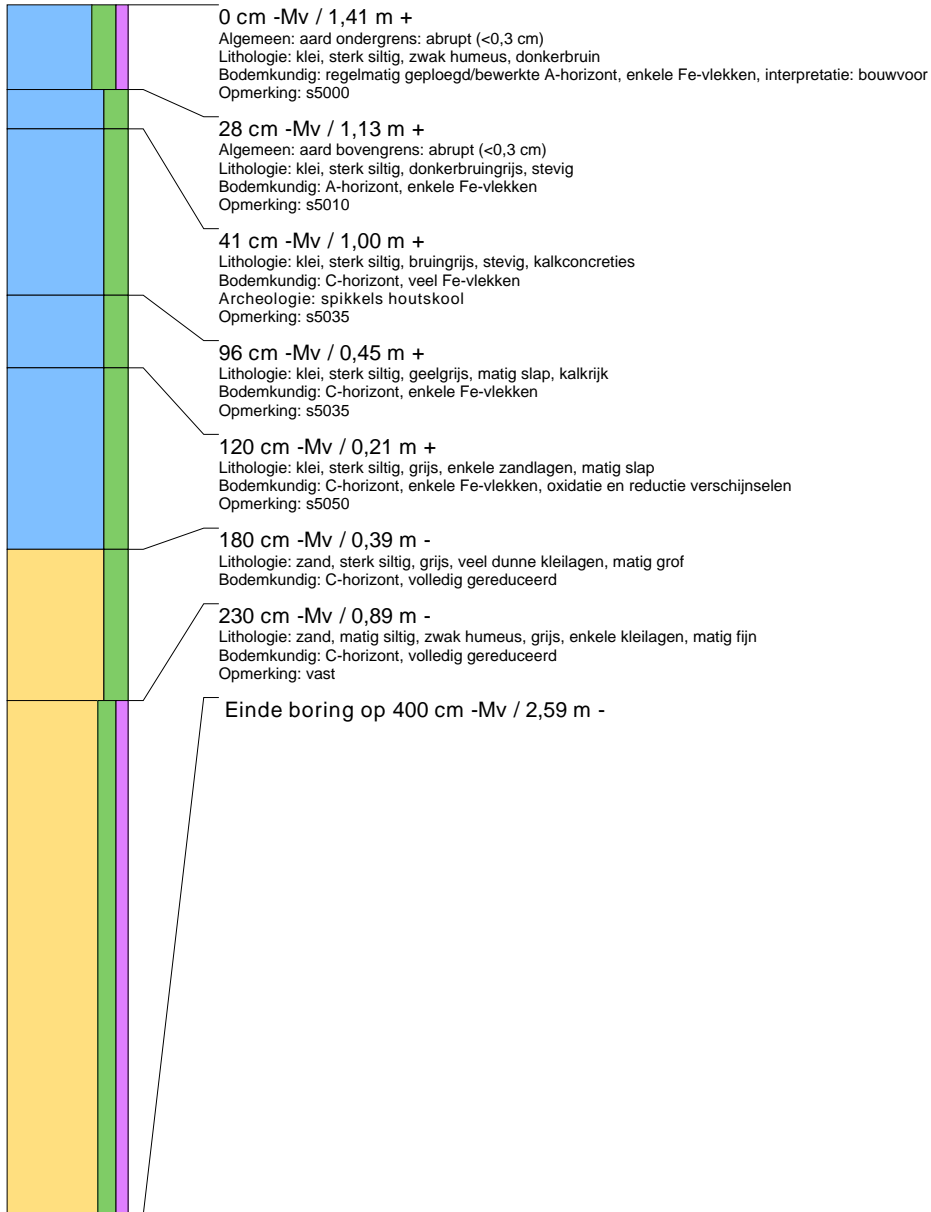 0 cm -Mv / 1,41 m +
Algemeen: aard ondergrens: abrupt (<0,3 cm)
Lithologie: klei, sterk siltig, zwak humeus, donkerbruin
Bodemkundig: regelmatig geploegd/bewerkte A-horizont, enkele Fe-vlekken, interpretatie: bouwvoor
Opmerking: s5000
28 cm -Mv / 1,13 m +
Algemeen: aard bovengrens: abrupt (<0,3 cm)
Lithologie: klei, sterk siltig, donkerbruingrijs, stevig
Bodemkundig: A-horizont, enkele Fe-vlekken
Opmerking: s5010
41 cm -Mv / 1,00 m +
Lithologie: klei, sterk siltig, bruingrijs, stevig, kalkconcreties
Bodemkundig: C-horizont, veel Fe-vlekken
Archeologie: spikkels houtskool
Opmerking: s5035
96 cm -Mv / 0,45 m +
Lithologie: klei, sterk siltig, geelgrijs, matig slap, kalkrijk
Bodemkundig: C-horizont, enkele Fe-vlekken
Opmerking: s5035
120 cm -Mv / 0,21 m +
Lithologie: klei, sterk siltig, grijs, enkele zandlagen, matig slap
Bodemkundig: C-horizont, enkele Fe-vlekken, oxidatie en reductie verschijnselen
Opmerking: s5050
180 cm -Mv / 0,39 m -
Lithologie: zand, sterk siltig, grijs, veel dunne kleilagen, matig grof
Bodemkundig: C-horizont, volledig gereduceerd
230 cm -Mv / 0,89 m -
Lithologie: zand, matig siltig, zwak humeus, grijs, enkele kleilagen, matig fijn
Bodemkundig: C-horizont, volledig gereduceerd
Opmerking: vast
Einde boring op 400 cm -Mv / 2,59 m -